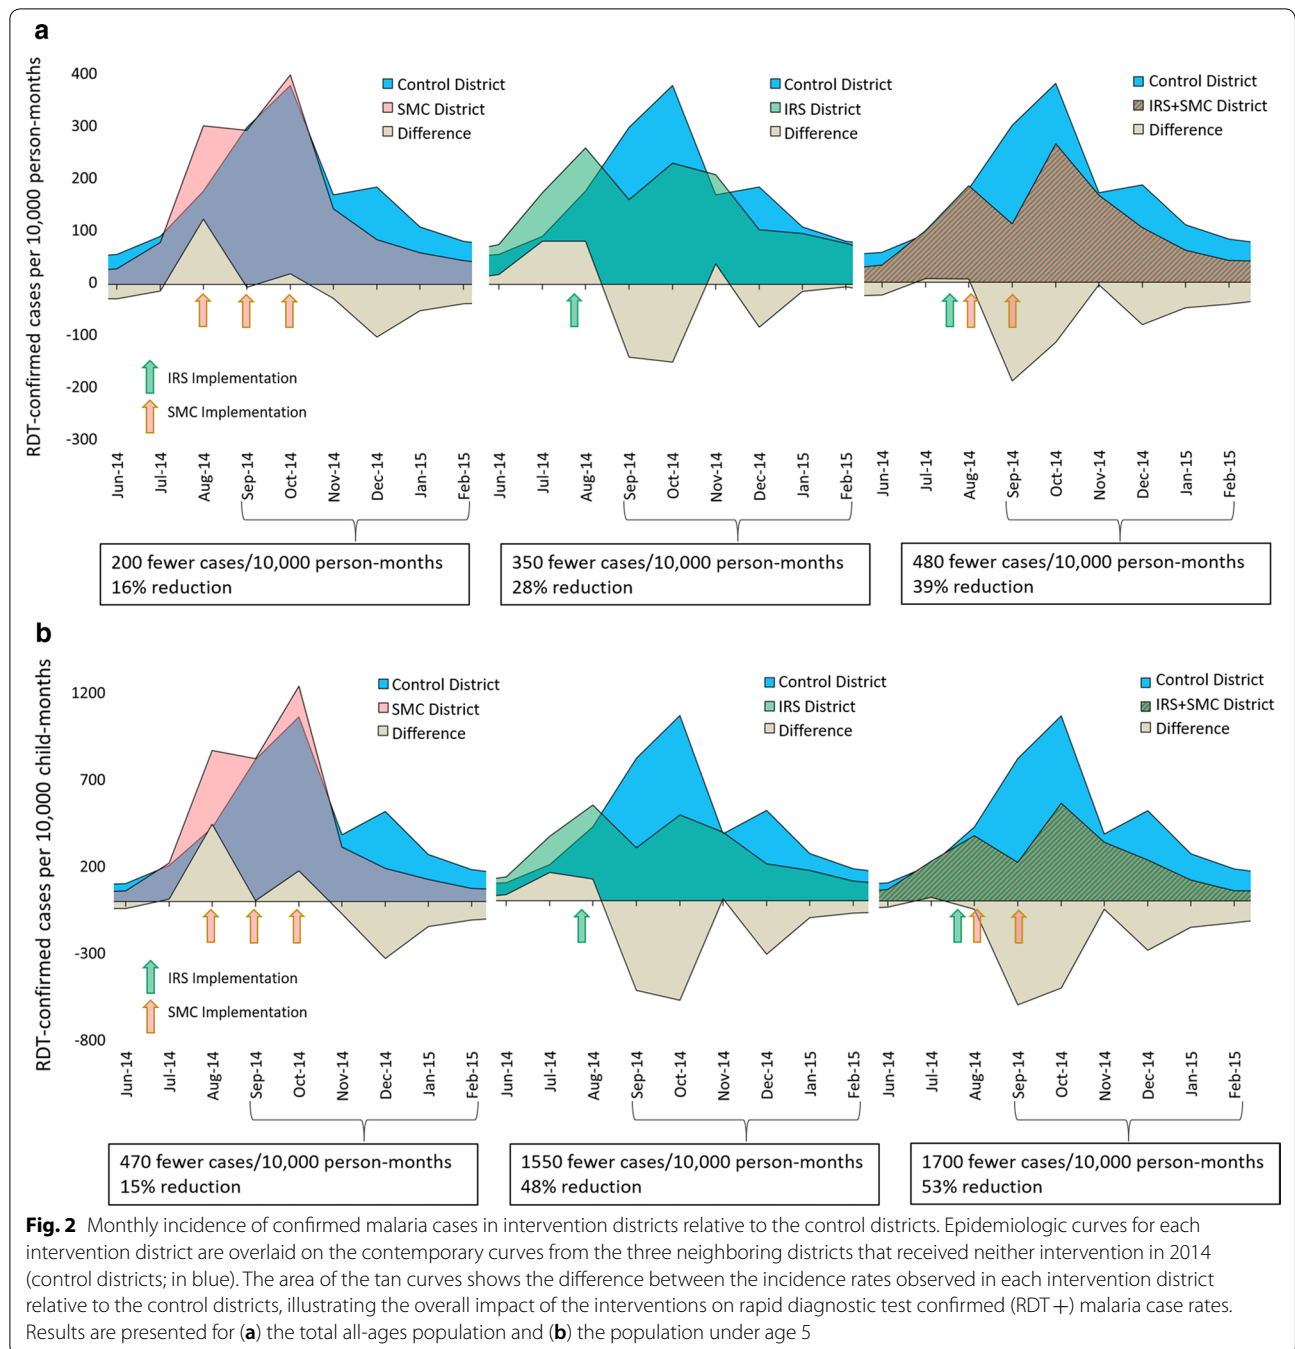 a
RDT-confirmed cases per 10,000 person-months
400
300
200
100
0
-100
-200
-300
Control District
SMC District
Difference
Control District
IRS District
Difference
Control District
IRS+SMC District
Difference
IRS Implementation
SMC Implementation
Jun-14
Jul-14
Aug-14
Sep-14
Oct-14
Nov-14
Dec-14
Jan-15
Feb-15
Jun-14
Jul-14
Aug-14
Sep-14
Oct-14
Nov-14
Dec-14
Jan-15
Feb-15
Jun-14
Jul-14
Aug-14
Sep-14
Oct-14
Nov-14
Dec-14
Jan-15
Feb-15
200 fewer cases/10,000 person-months
16% reduction
350 fewer cases/10,000 person-months
28% reduction
480 fewer cases/10,000 person-months
39% reduction
b
RDT-confirmed cases per 10,000 child-months
1200
700
200
-300
-800
Control District
SMC District
Difference
Control District
IRS District
Difference
Control District
IRS+SMC District
Difference
IRS Implementation
SMC Implementation
Jun-14
Jul-14
Aug-14
Sep-14
Oct-14
Nov-14
Dec-14
Jan-15
Feb-15
Jun-14
Jul-14
Aug-14
Sep-14
Oct-14
Nov-14
Dec-14
Jan-15
Feb-15
Jun-14
Jul-14
Aug-14
Sep-14
Oct-14
Nov-14
Dec-14
Jan-15
Feb-15
470 fewer cases/10,000 person-months
15% reduction
1550 fewer cases/10,000 person-months
48% reduction
1700 fewer cases/10,000 person-months
53% reduction
Fig. 2 Monthly incidence of confirmed malaria cases in intervention districts relative to the control districts. Epidemiologic curves for each
intervention district are overlaid on the contemporary curves from the three neighboring districts that received neither intervention in 2014
(control districts; in blue). The area of the tan curves shows the difference between the incidence rates observed in each intervention district
relative to the control districts, illustrating the overall impact of the interventions on rapid diagnostic test confirmed (RDT +) malaria case rates.
Results are presented for (a) the total all-ages population and (b) the population under age 5